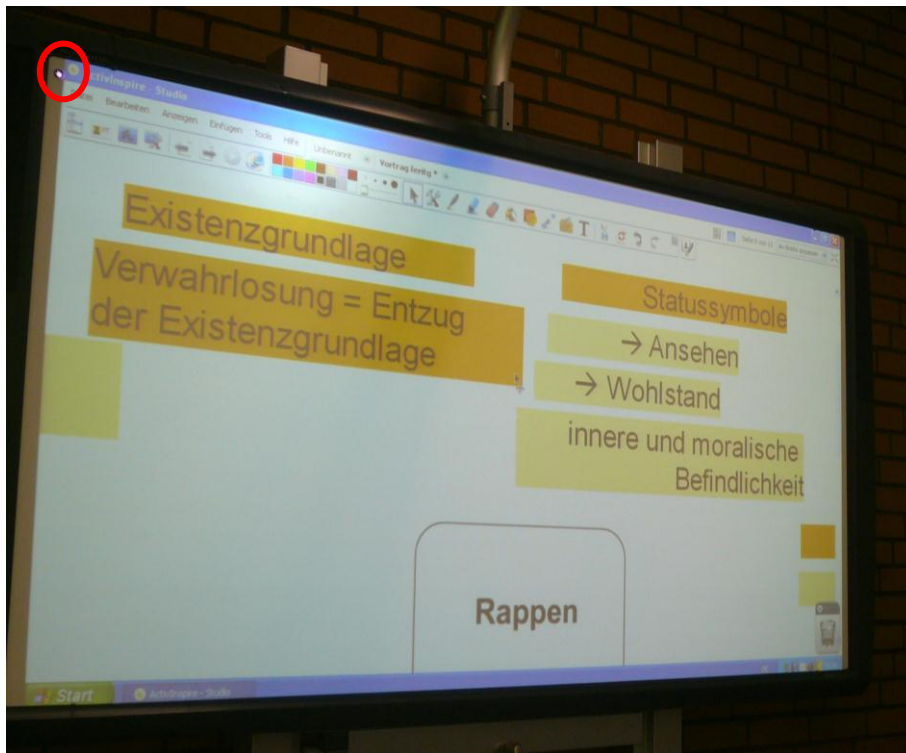 ActivInspire - Studio
Datei Bearbeiten Anzeigen Einfügen Tools Hilfe Unbenannt Vortrag fertig *
T
Existenzgrundlage
Verwahrlosung = Entzug
der Existenzgrundlage
Statussymbole
→ Ansehen
→ Wohlstand
innere und moralische
Befindlichkeit
Rappen
Start ActivInspire - Studio